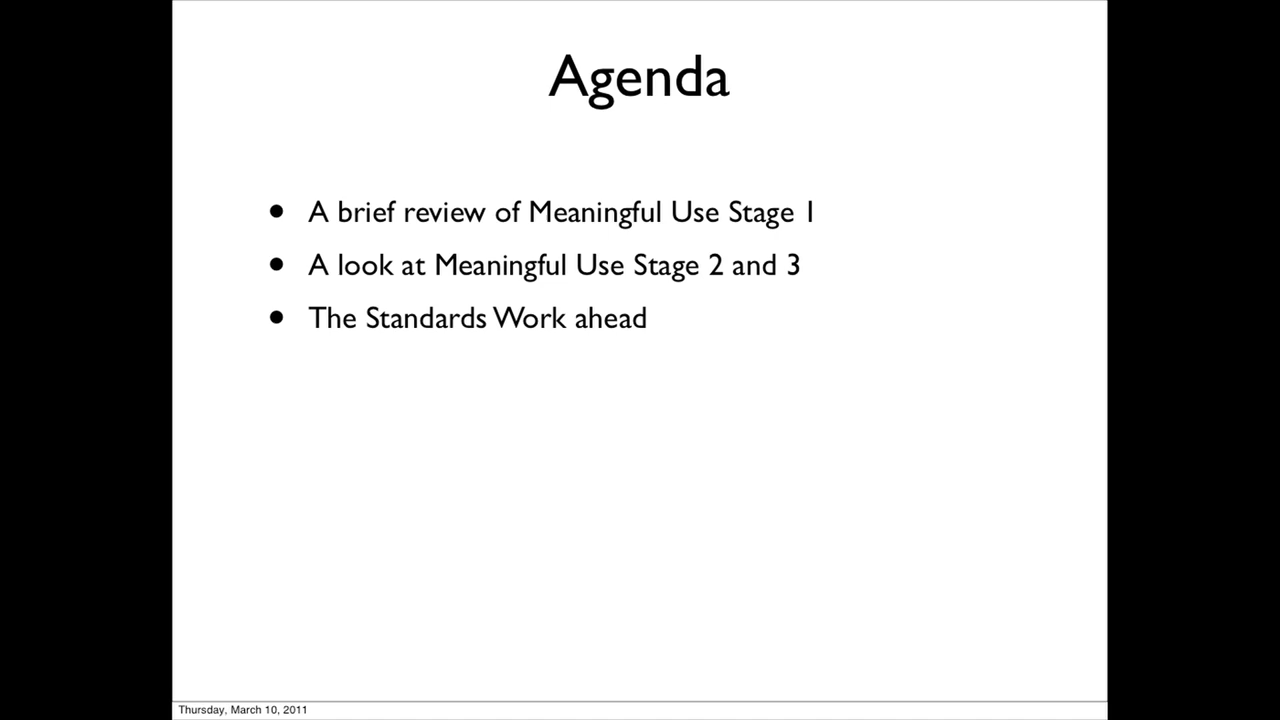 Agenda
• A brief review of Meaningful Use Stage 1
• A look at Meaningful Use Stage 2 and 3
• The Standards Work ahead
Thursday, March 10, 2011